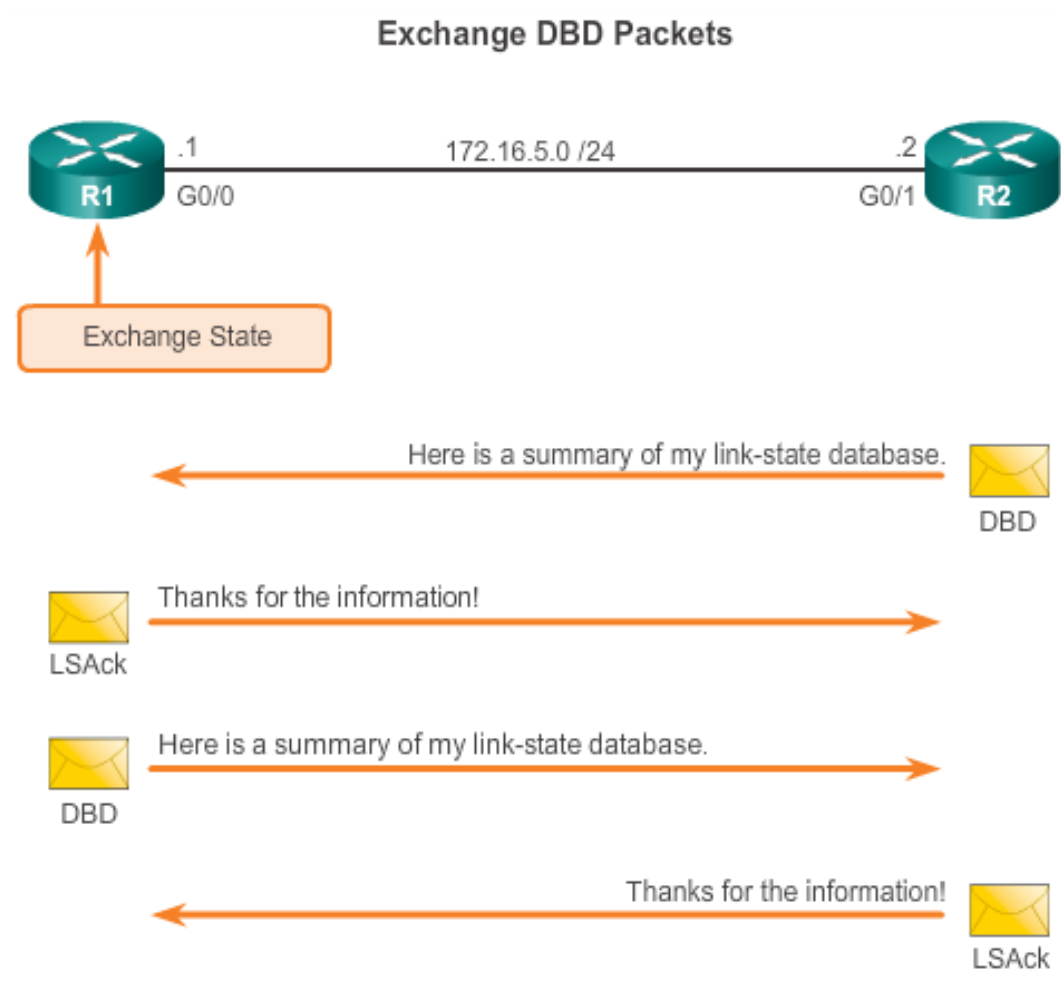 Exchange DBD Packets
.1
172.16.5.0 /24
.2
R1
G0/0
G0/1
R2
Exchange State
Here is a summary of my link-state database.
DBD
Thanks for the information!
LSAck
Here is a summary of my link-state database.
DBD
Thanks for the information!
LSAck